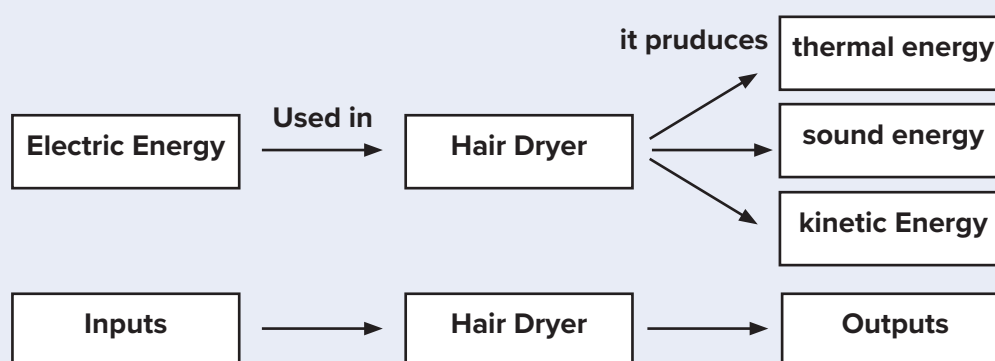 it pruduces
thermal energy
Used in
Electric Energy
Hair Dryer
sound energy
kinetic Energy
Inputs
Hair Dryer
Outputs